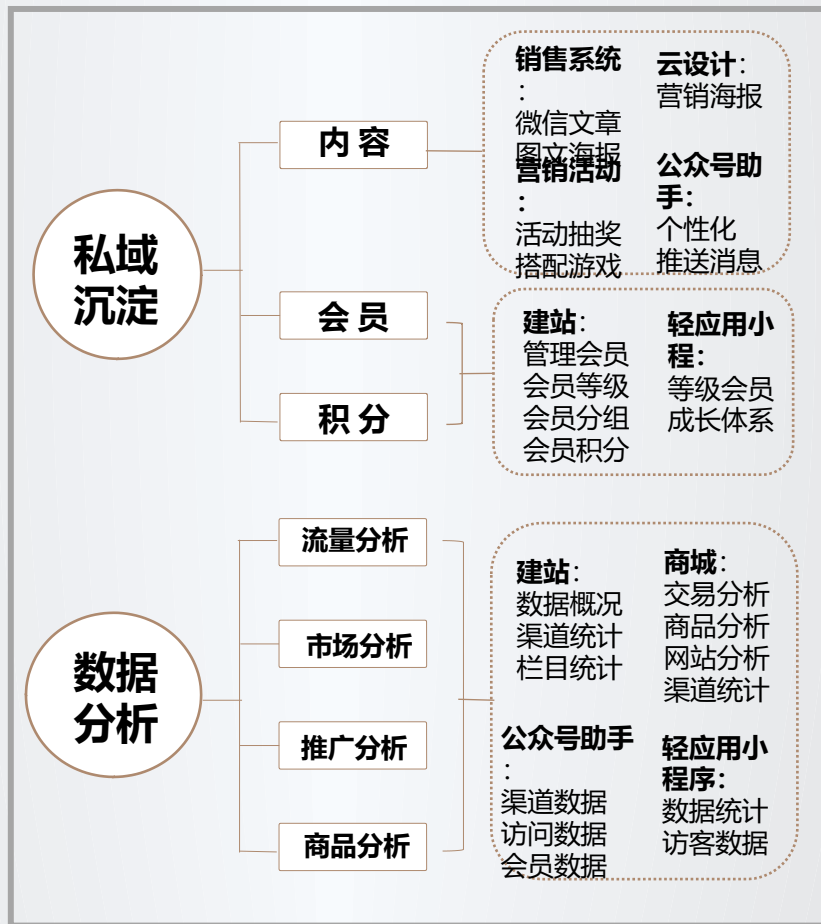 私域
沉淀
内 容
会 员
积 分
销售系统
：
微信文章
图文海报
营销活动
：
活动抽奖
搭配游戏
云设计：
营销海报
公众号助
手：
个性化
推送消息
建站：
管理会员
会员等级
会员分组
会员积分
轻应用小
程：
等级会员
成长体系
数据
分析
流量分析
市场分析
推广分析
商品分析
建站：
数据概况
渠道统计
栏目统计
商城：
交易分析
商品分析
网站分析
渠道统计
公众号助手
：
渠道数据
访问数据
会员数据
轻应用小
程序：
数据统计
访客数据